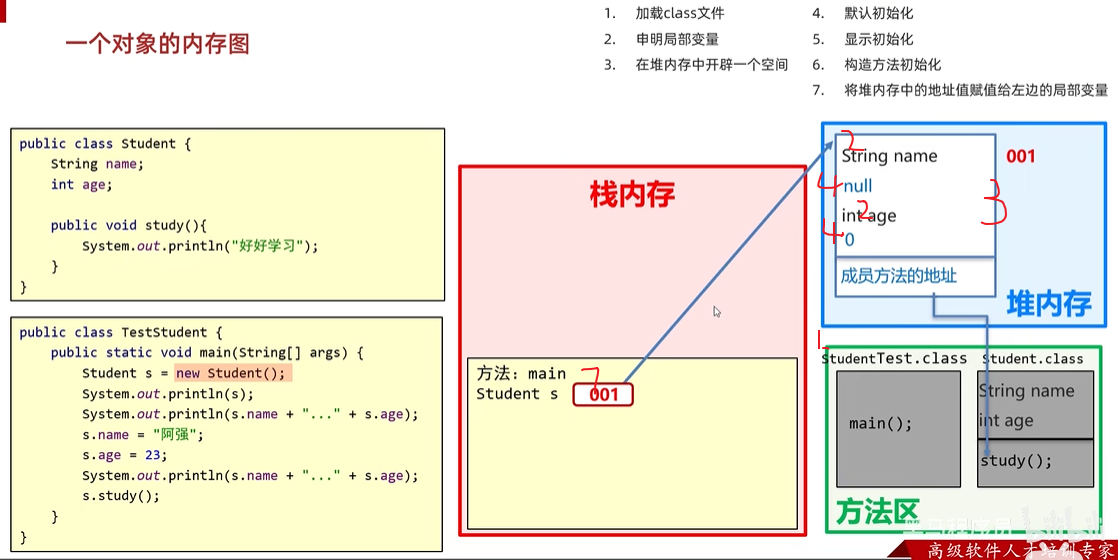 一个对象的内存图
1. 加载class文件
2. 申明局部变量
3. 在堆内存中开辟一个空间
4. 默认初始化
5. 显示初始化
6. 构造方法初始化
7. 将堆内存中的地址值赋值给左边的局部变量
public class Student {
String name;
int age;
public void study(){
System.out.println("好好学习");
}
}
public class TestStudent {
public static void main(String[] args) {
Student s = new Student();
System.out.println(s);
System.out.println(s.name + "..." + s.age);
s.name = "阿强";
s.age = 23;
System.out.println(s.name + "..." + s.age);
s.study();
}
}
栈内存
方法: main
7
Student s 001
2
String name 001
4 null 3
2
int age 3
4 0
成员方法的地址
堆内存
1.
StudentTest.class Student.class
String name
int age
main();
study();
方法区
高级软件人才培训专家